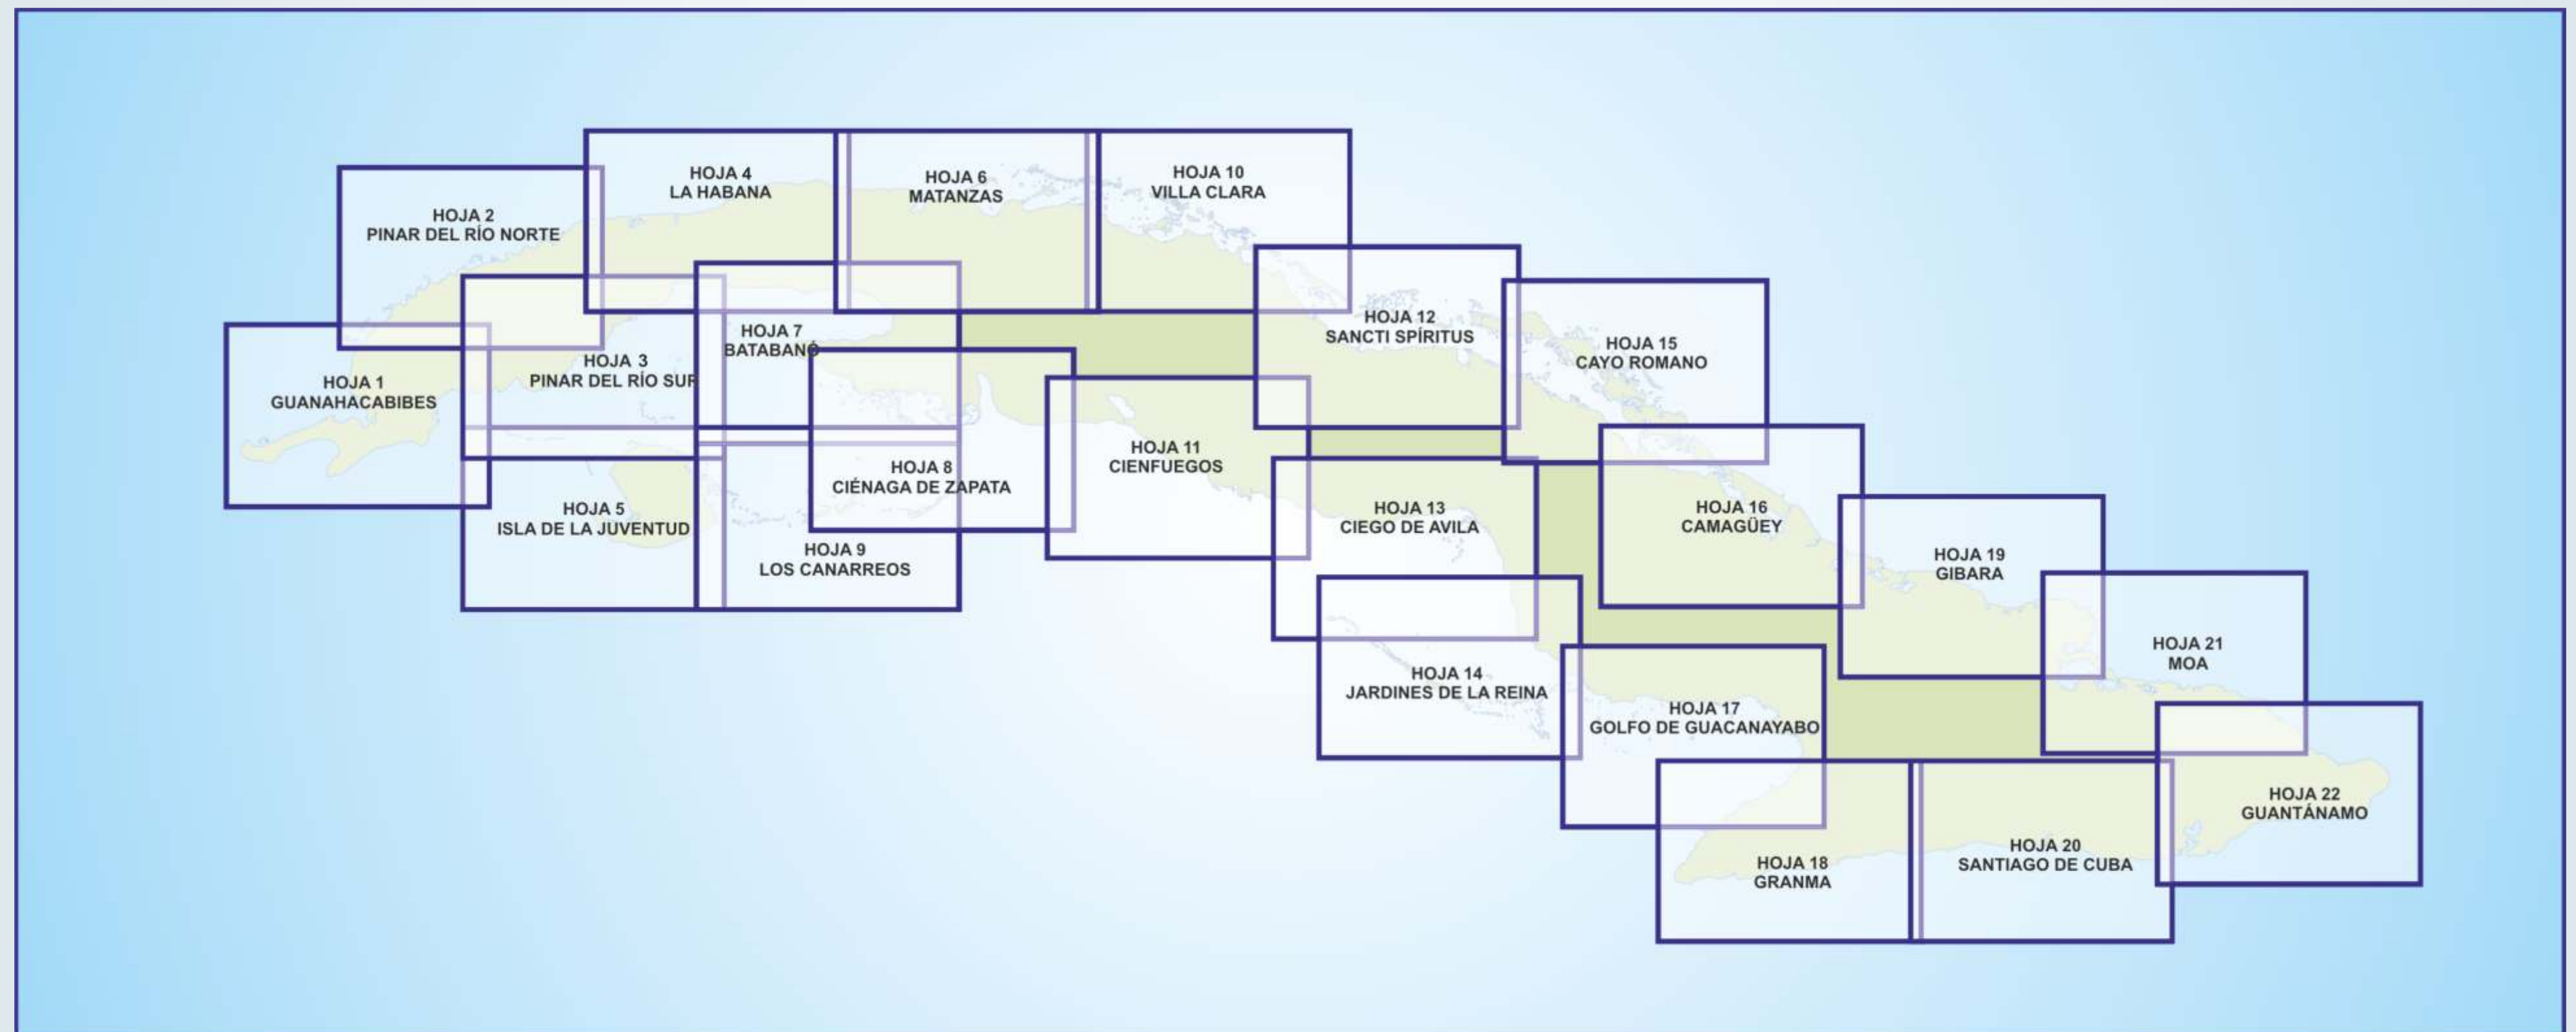 HOJA 1
GUANAHACABIBES
HOJA 2
PINAR DEL RÍO NORTE
HOJA 3
PINAR DEL RÍO SUR
HOJA 4
LA HABANA
HOJA 5
ISLA DE LA JUVENTUD
HOJA 6
MATANZAS
HOJA 7
BATABANÓ
HOJA 8
CIÉNAGA DE ZAPATA
HOJA 9
LOS CANARREOS
HOJA 10
VILLA CLARA
HOJA 11
CIENFUEGOS
HOJA 12
SANCTI SPÍRITUS
HOJA 13
CIEGO DE AVILA
HOJA 14
JARDINES DE LA REINA
HOJA 15
CAYO ROMANO
HOJA 16
CAMAGÜEY
HOJA 17
GOLFO DE GUACANAYABO
HOJA 18
GRANMA
HOJA 19
GIBARA
HOJA 20
SANTIAGO DE CUBA
HOJA 21
MOA
HOJA 22
GUANTÁNAMO